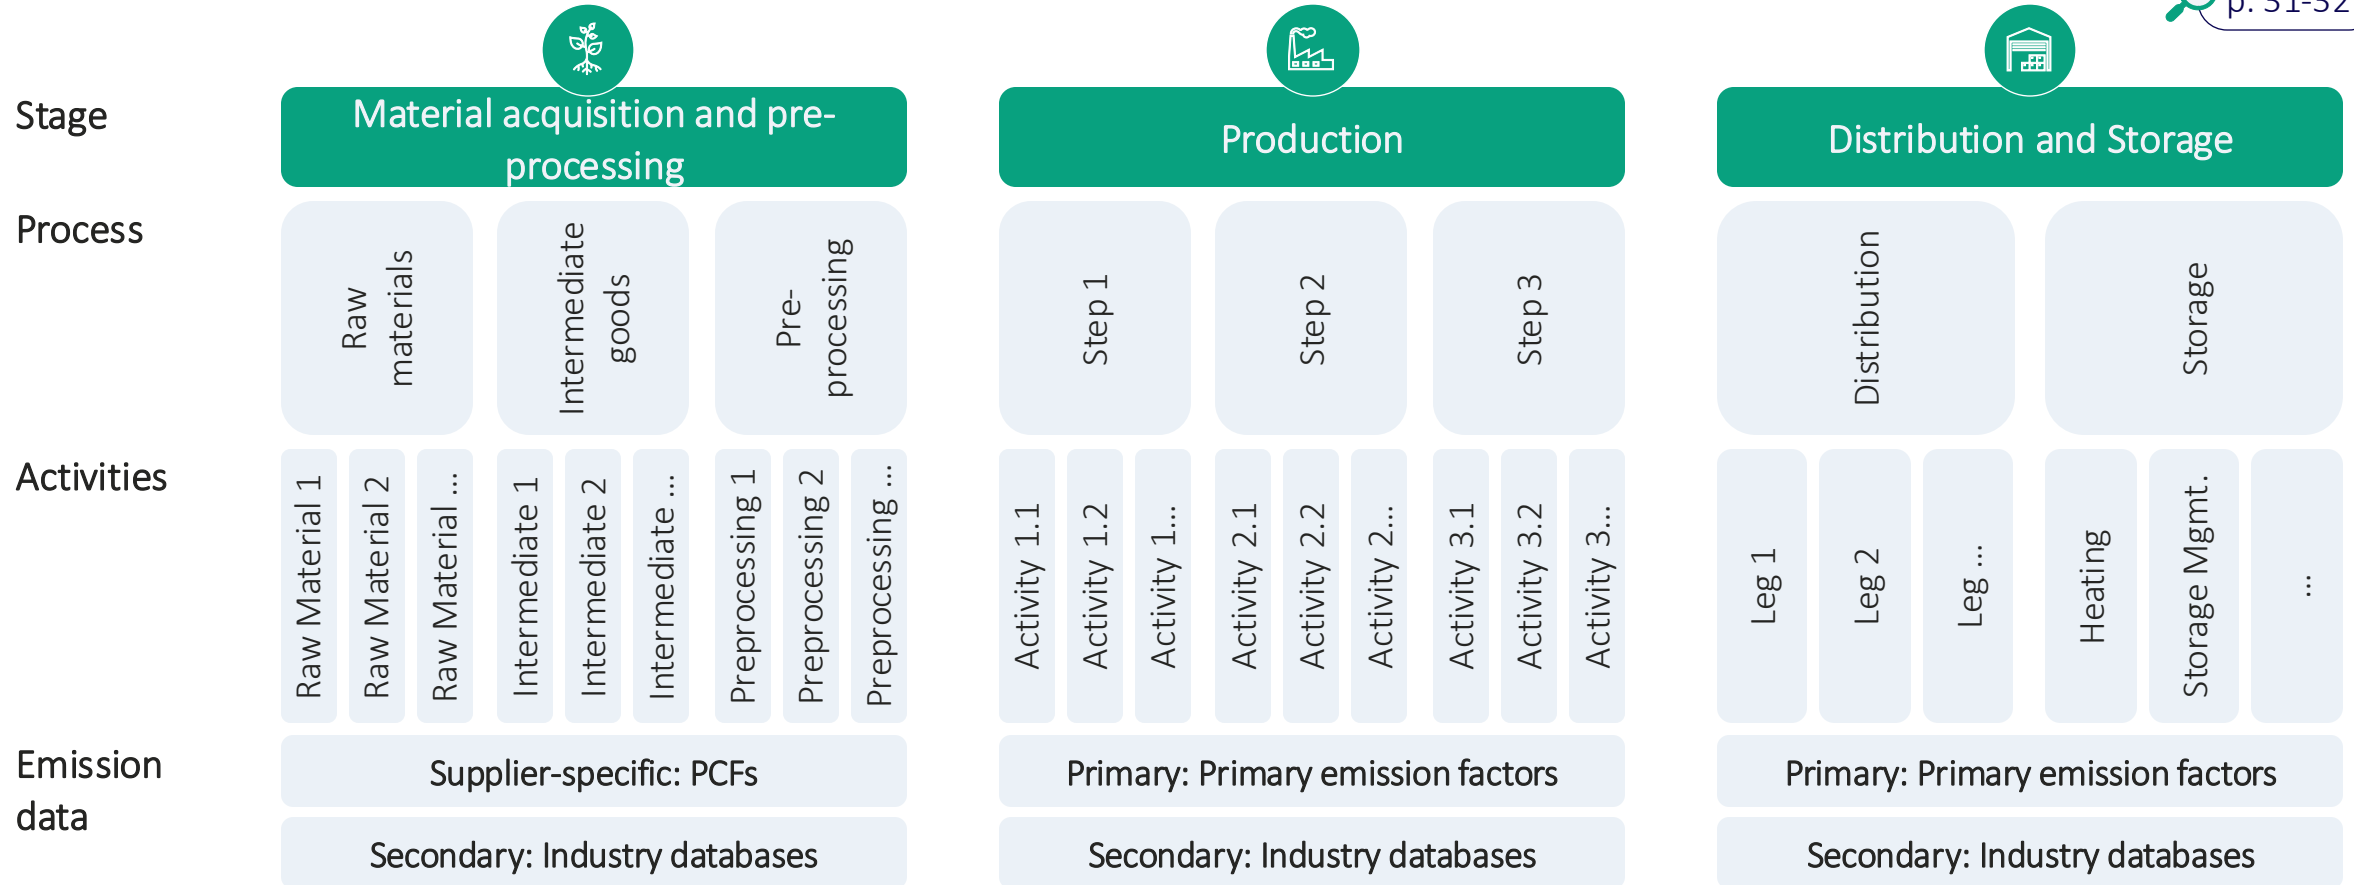 p. 31-32
Stage
Material acquisition and pre-
processing
Production
Distribution and Storage
Process
Raw
materials
Intermediate
goods
Pre-
processing
Step 1
Step 2
Step 3
Distribution
Storage
Activities
Raw Material 1
Raw Material 2
Raw Material ...
Intermediate 1
Intermediate 2
Intermediate ...
Preprocessing 1
Preprocessing 2
Preprocessing ...
Activity 1.1
Activity 1.2
Activity 1...
Activity 2.1
Activity 2.2
Activity 2...
Activity 3.1
Activity 3.2
Activity 3...
Leg 1
Leg 2
Leg ...
Heating
Storage Mgmt.
...
Emission
data
Supplier-specific: PCFs
Primary: Primary emission factors
Primary: Primary emission factors
Secondary: Industry databases
Secondary: Industry databases
Secondary: Industry databases